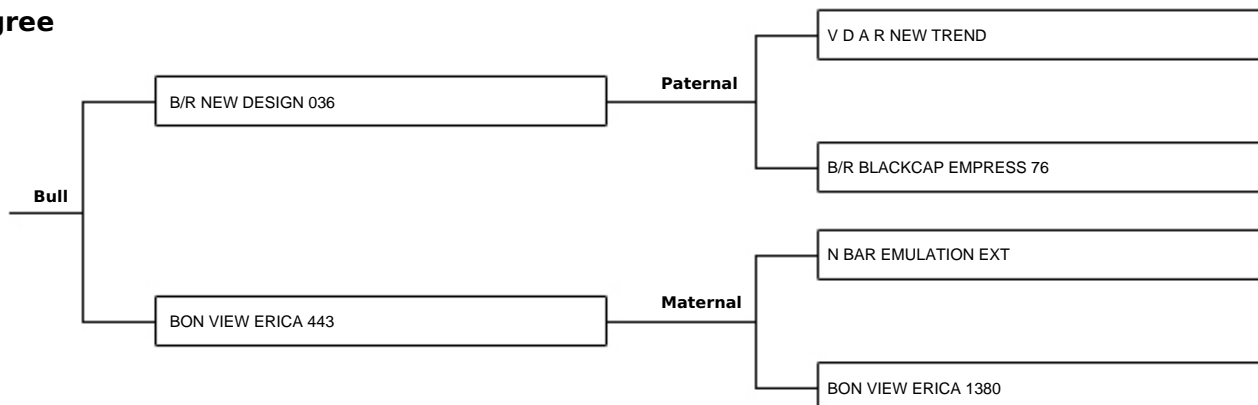 gree
V D A R NEW TREND
Paternal
B/R NEW DESIGN 036
B/R BLACKCAP EMPRESS 76
Bull
N BAR EMULATION EXT
Maternal
BON VIEW ERICA 443
BON VIEW ERICA 1380